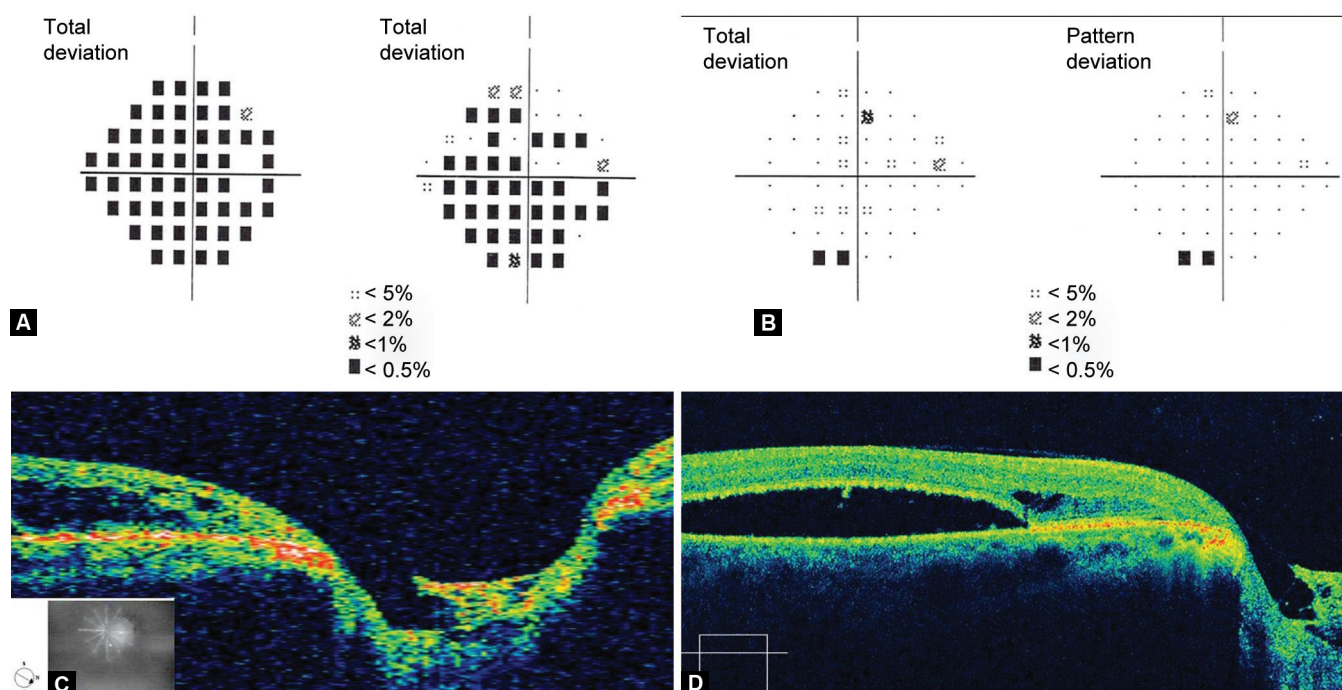 Total
deviation
Total
deviation
< 5%
< 2%
<1%
< 0.5%
A
Total
deviation
Pattern
deviation
< 5%
< 2%
<1%
< 0.5%
B
S
N
C
D